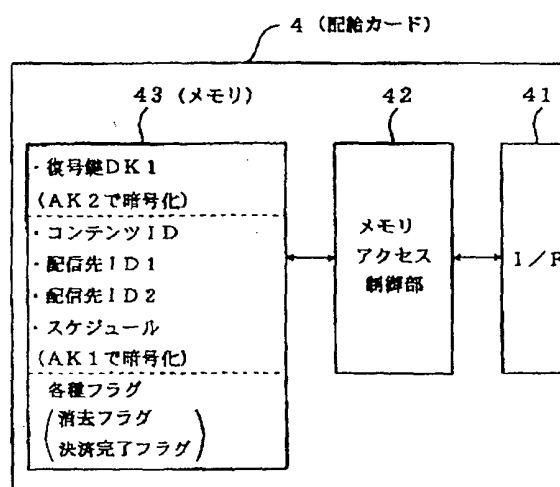 4（配給カード）
43（メモリ）
42
41
・復号鍵DK1
（AK2で暗号化）
・コンテンツID
・配信先ID1
・配信先ID2
・スケジュール
（AK1で暗号化）
各種フラグ
消去フラグ
決済完了フラグ
メモリ
アクセス
制御部
I/F